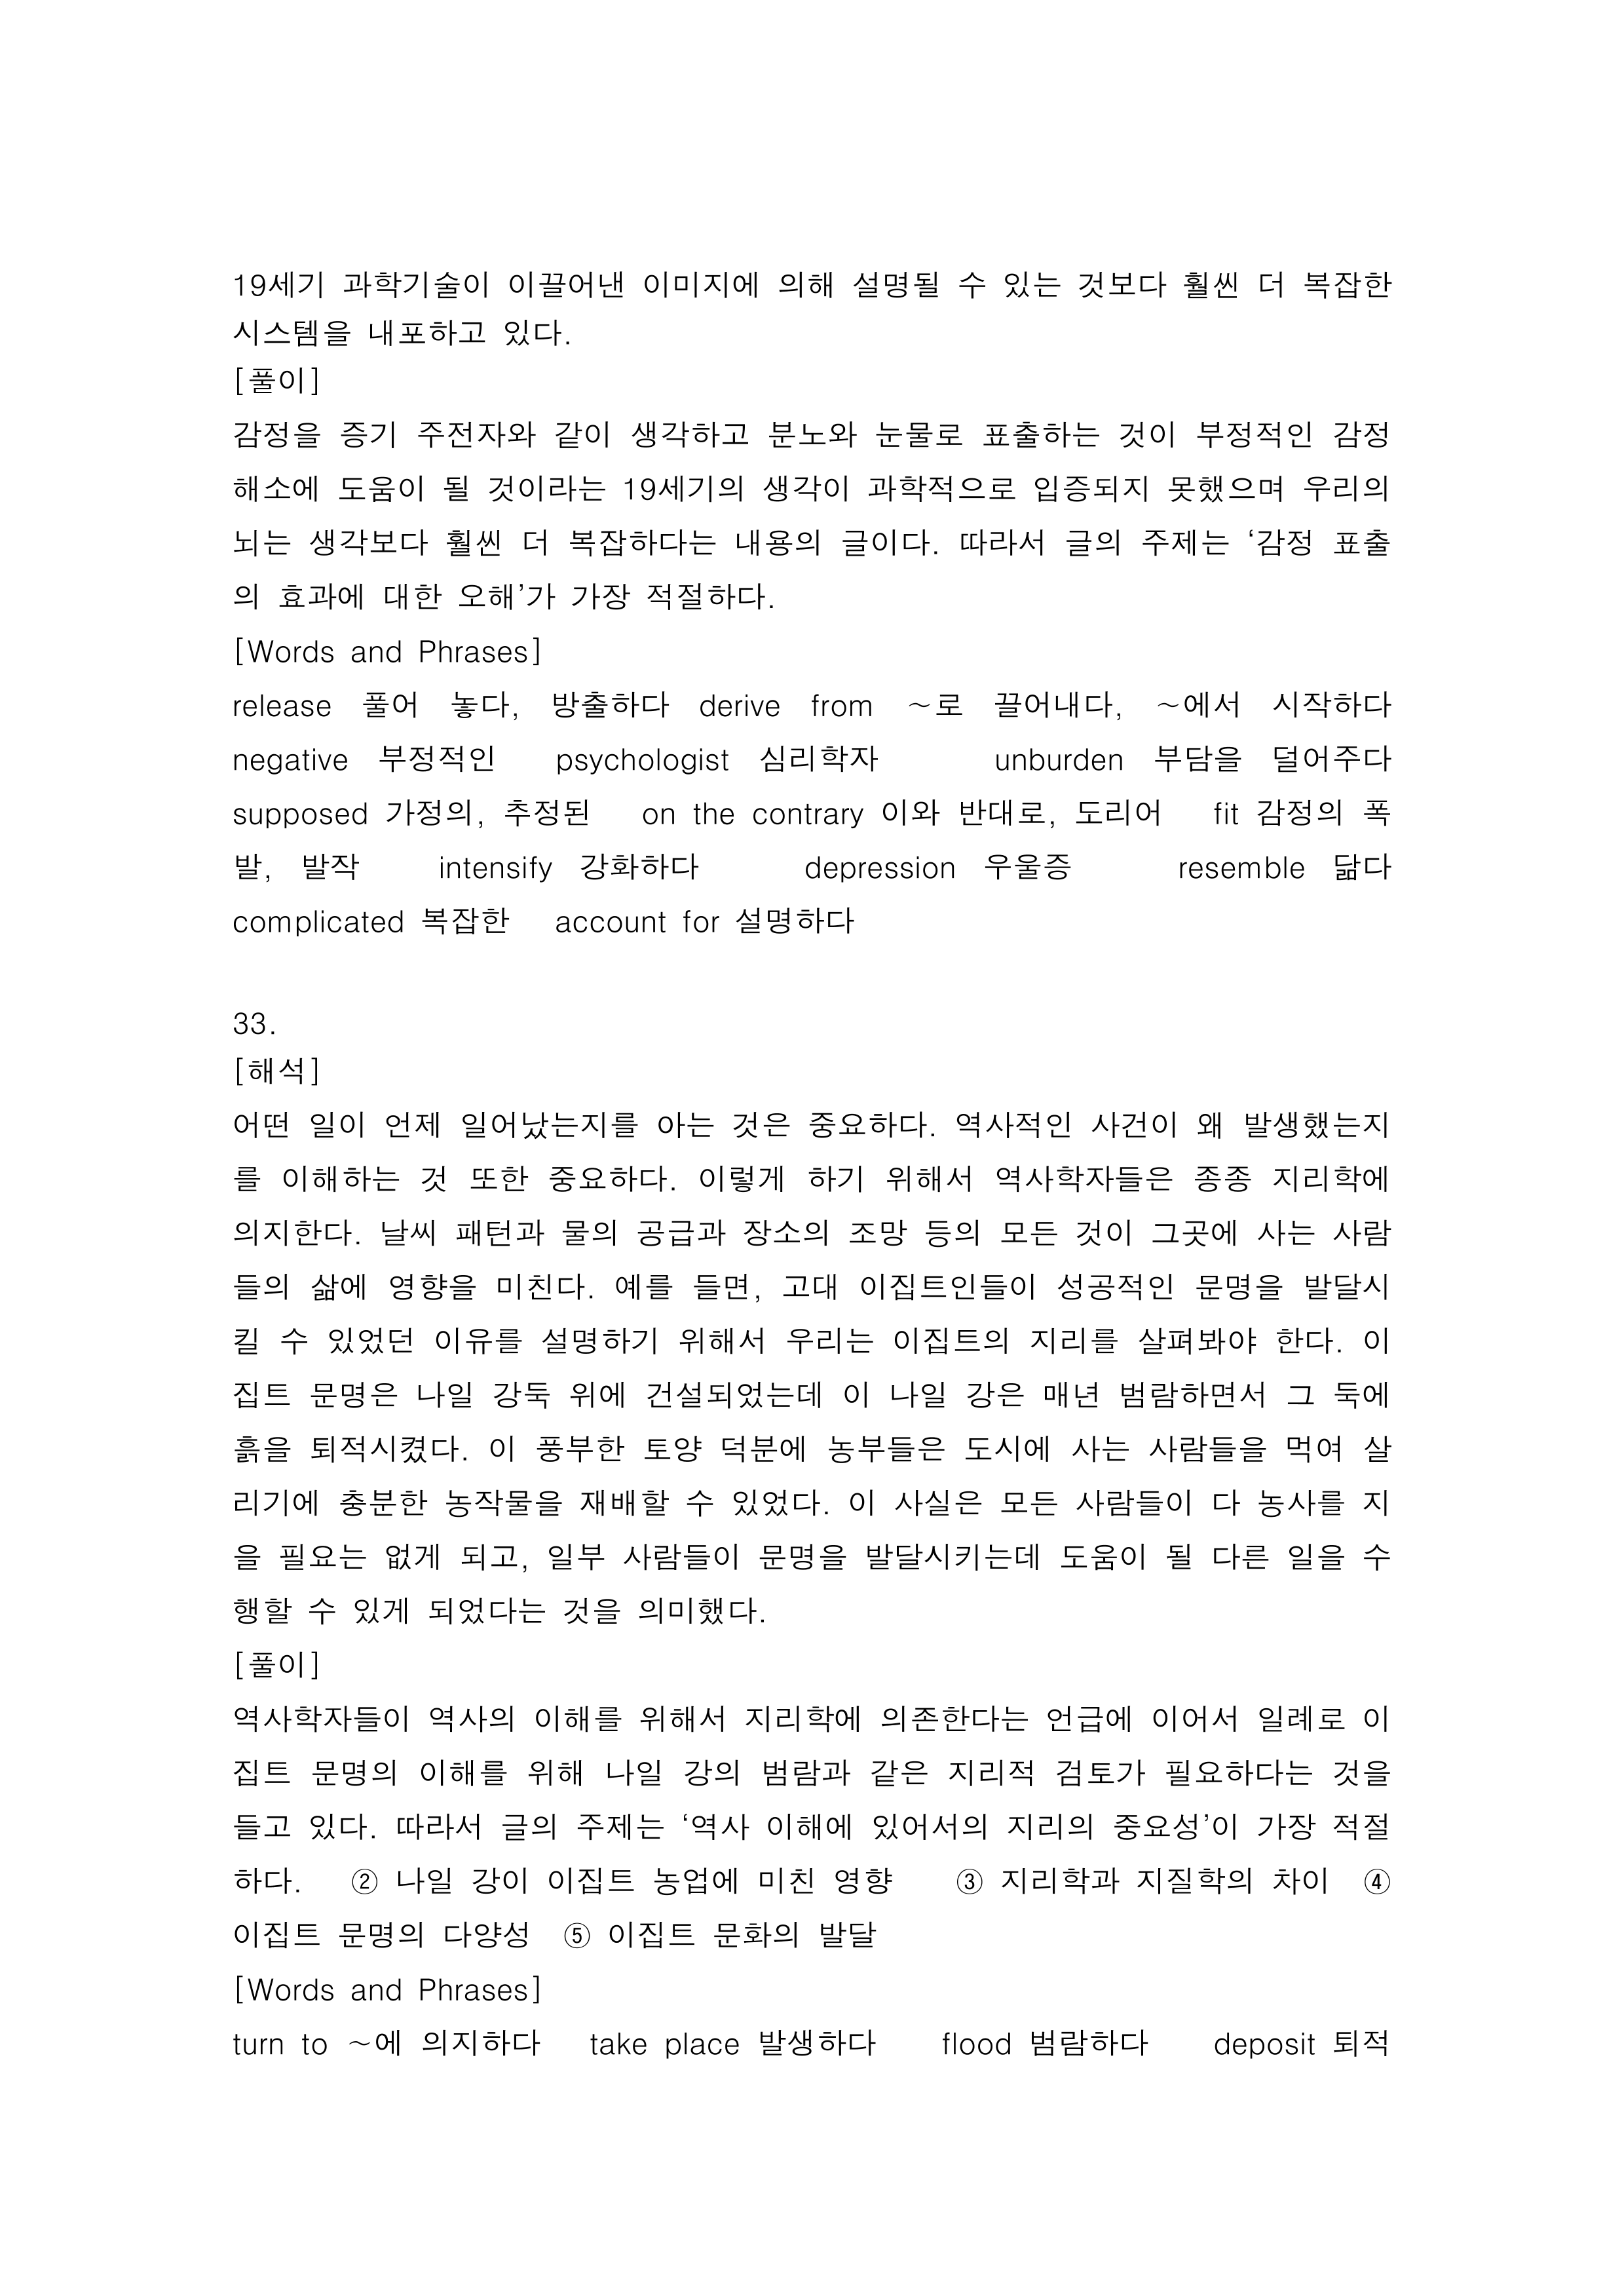 19세기 과학기술이 이끌어낸 이미지에 의해 설명될 수 있는 것보다 훨씬 더 복잡한
시스템을 내포하고 있다.
[풀이]
감정을 증기 주전자와 같이 생각하고 분노와 눈물로 표출하는 것이 부정적인 감정
해소에 도움이 될 것이라는 19세기의 생각이 과학적으로 입증되지 못했으며 우리의
뇌는 생각보다 훨씬 더 복잡하다는 내용의 글이다. 따라서 글의 주제는 ‘감정 표출
의 효과에 대한 오해’가 가장 적절하다.
[Words and Phrases]
release 풀어 놓다, 방출하다 derive from ~로 끌어내다, ~에서 시작하다
negative 부정적인 psychologist 심리학자 unburden 부담을 덜어주다
supposed 가정의, 추정된 on the contrary 이와 반대로, 도리어 fit 감정의 폭
발, 발작 intensify 강화하다 depression 우울증 resemble 닮다
complicated 복잡한 account for 설명하다
33.
[해석]
어떤 일이 언제 일어났는지를 아는 것은 중요하다. 역사적인 사건이 왜 발생했는지
를 이해하는 것 또한 중요하다. 이렇게 하기 위해서 역사학자들은 종종 지리학에
의지한다. 날씨 패턴과 물의 공급과 장소의 조망 등의 모든 것이 그곳에 사는 사람
들의 삶에 영향을 미친다. 예를 들면, 고대 이집트인들이 성공적인 문명을 발달시
킬 수 있었던 이유를 설명하기 위해서 우리는 이집트의 지리를 살펴봐야 한다. 이
집트 문명은 나일 강둑 위에 건설되었는데 이 나일 강은 매년 범람하면서 그 둑에
흙을 퇴적시켰다. 이 풍부한 토양 덕분에 농부들은 도시에 사는 사람들을 먹여 살
리기에 충분한 농작물을 재배할 수 있었다. 이 사실은 모든 사람들이 다 농사를 지
을 필요는 없게 되고, 일부 사람들이 문명을 발달시키는데 도움이 될 다른 일을 수
행할 수 있게 되었다는 것을 의미했다.
[풀이]
역사학자들이 역사의 이해를 위해서 지리학에 의존한다는 언급에 이어서 일례로 이
집트 문명의 이해를 위해 나일 강의 범람과 같은 지리적 검토가 필요하다는 것을
들고 있다. 따라서 글의 주제는 ‘역사 이해에 있어서의 지리의 중요성’이 가장 적절
하다. ② 나일 강이 이집트 농업에 미친 영향 ③ 지리학과 지질학의 차이 ④
이집트 문명의 다양성 ⑤ 이집트 문화의 발달
[Words and Phrases]
turn to ~에 의지하다 take place 발생하다 flood 범람하다 deposit 퇴적